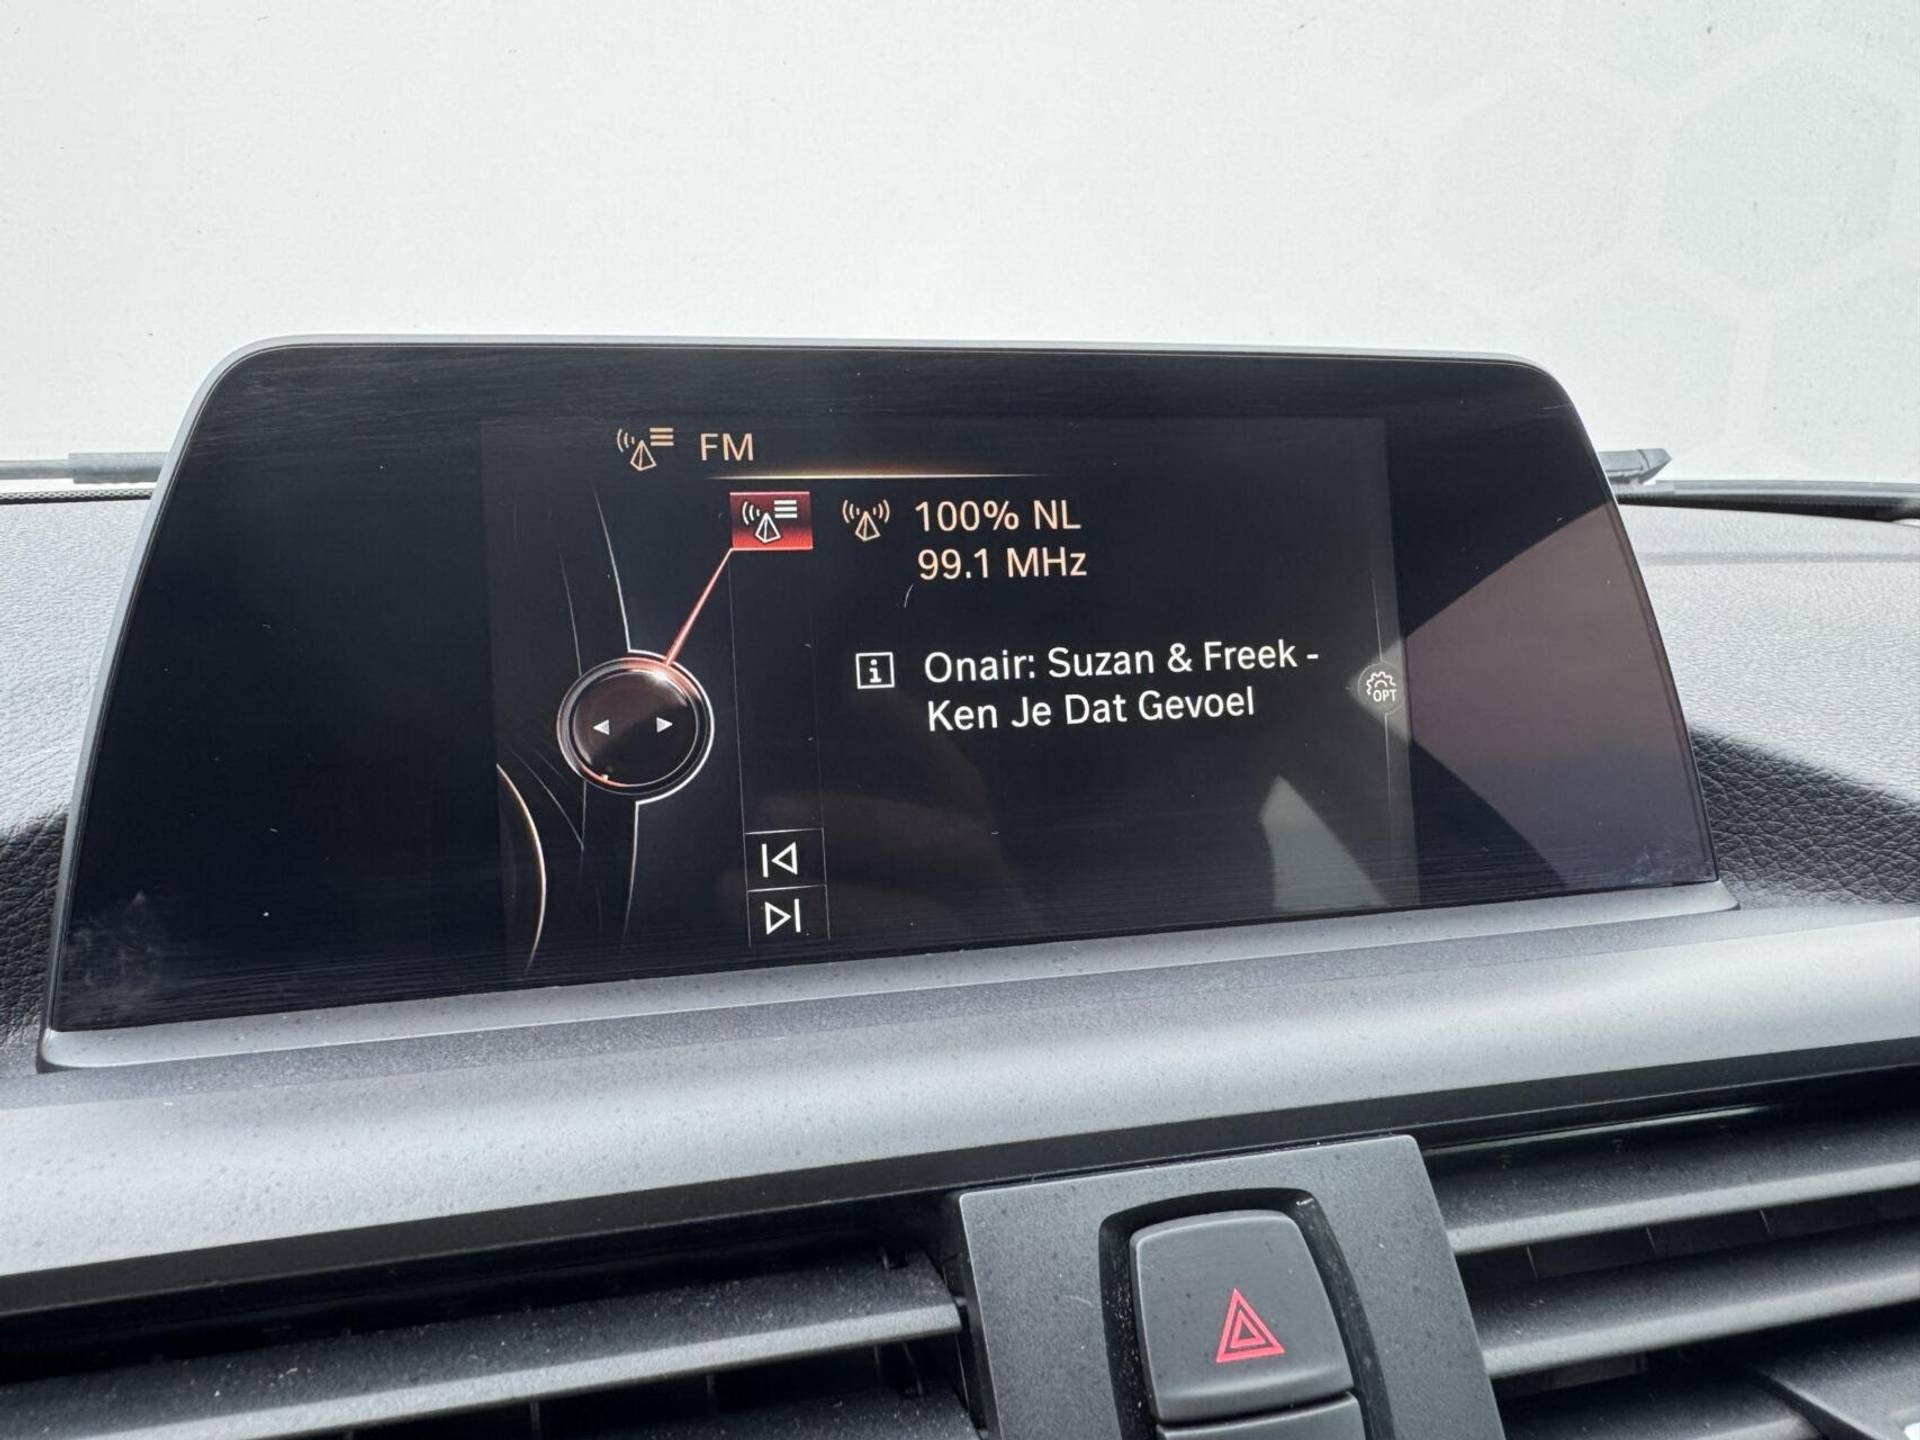 FM
100% NL
99.1 MHz
Onair: Suzan & Freek -
Ken Je Dat Gevoel
OPT